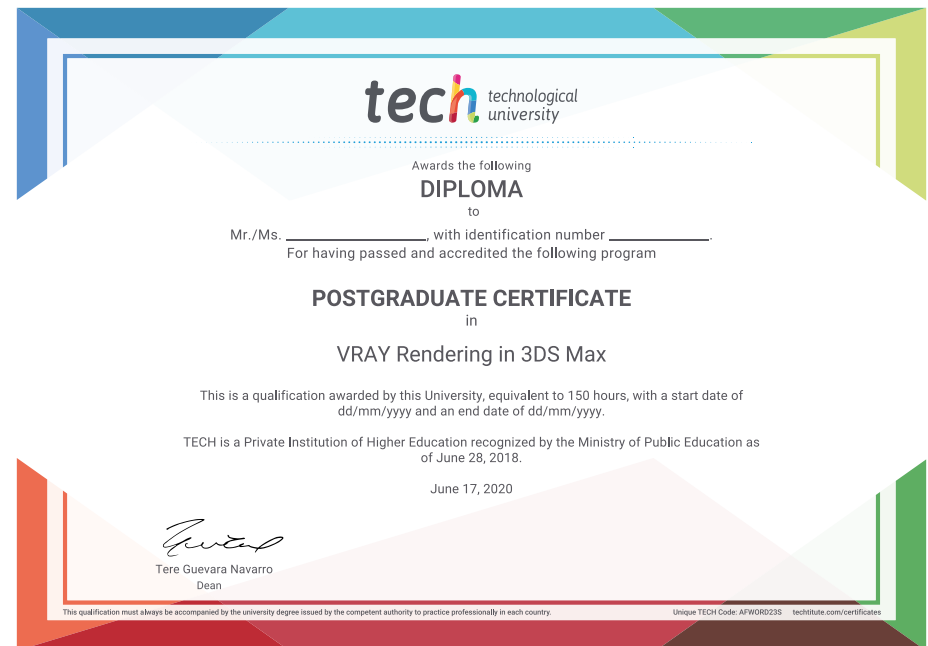 tech technological
university
Awards the following
DIPLOMA
to
Mr./Ms. ____________________, with identification number ______________.
For having passed and accredited the following program
POSTGRADUATE CERTIFICATE
in
VRAY Rendering in 3DS Max
This is a qualification awarded by this University, equivalent to 150 hours, with a start date of
dd/mm/yyyy and an end date of dd/mm/yyyy.
TECH is a Private Institution of Higher Education recognized by the Ministry of Public Education as
of June 28, 2018.
June 17, 2020
Tere Guevara Navarro
Dean
This qualification must always be accompanied by the university degree issued by the competent authority to practice professionally in each country. Unique TECH Code: AFWORD23S techtitute.com/certificates